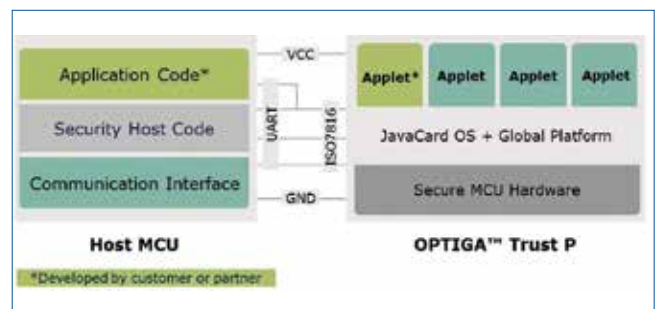 VCC
Application Code*
Applet*
Applet
Applet
Applet
Security Host Code
UART
ISO7816
JavaCard OS + Global Platform
Communication Interface
Secure MCU Hardware
GND
Host MCU
OPTIGA™ Trust P
*Developed by customer or partner